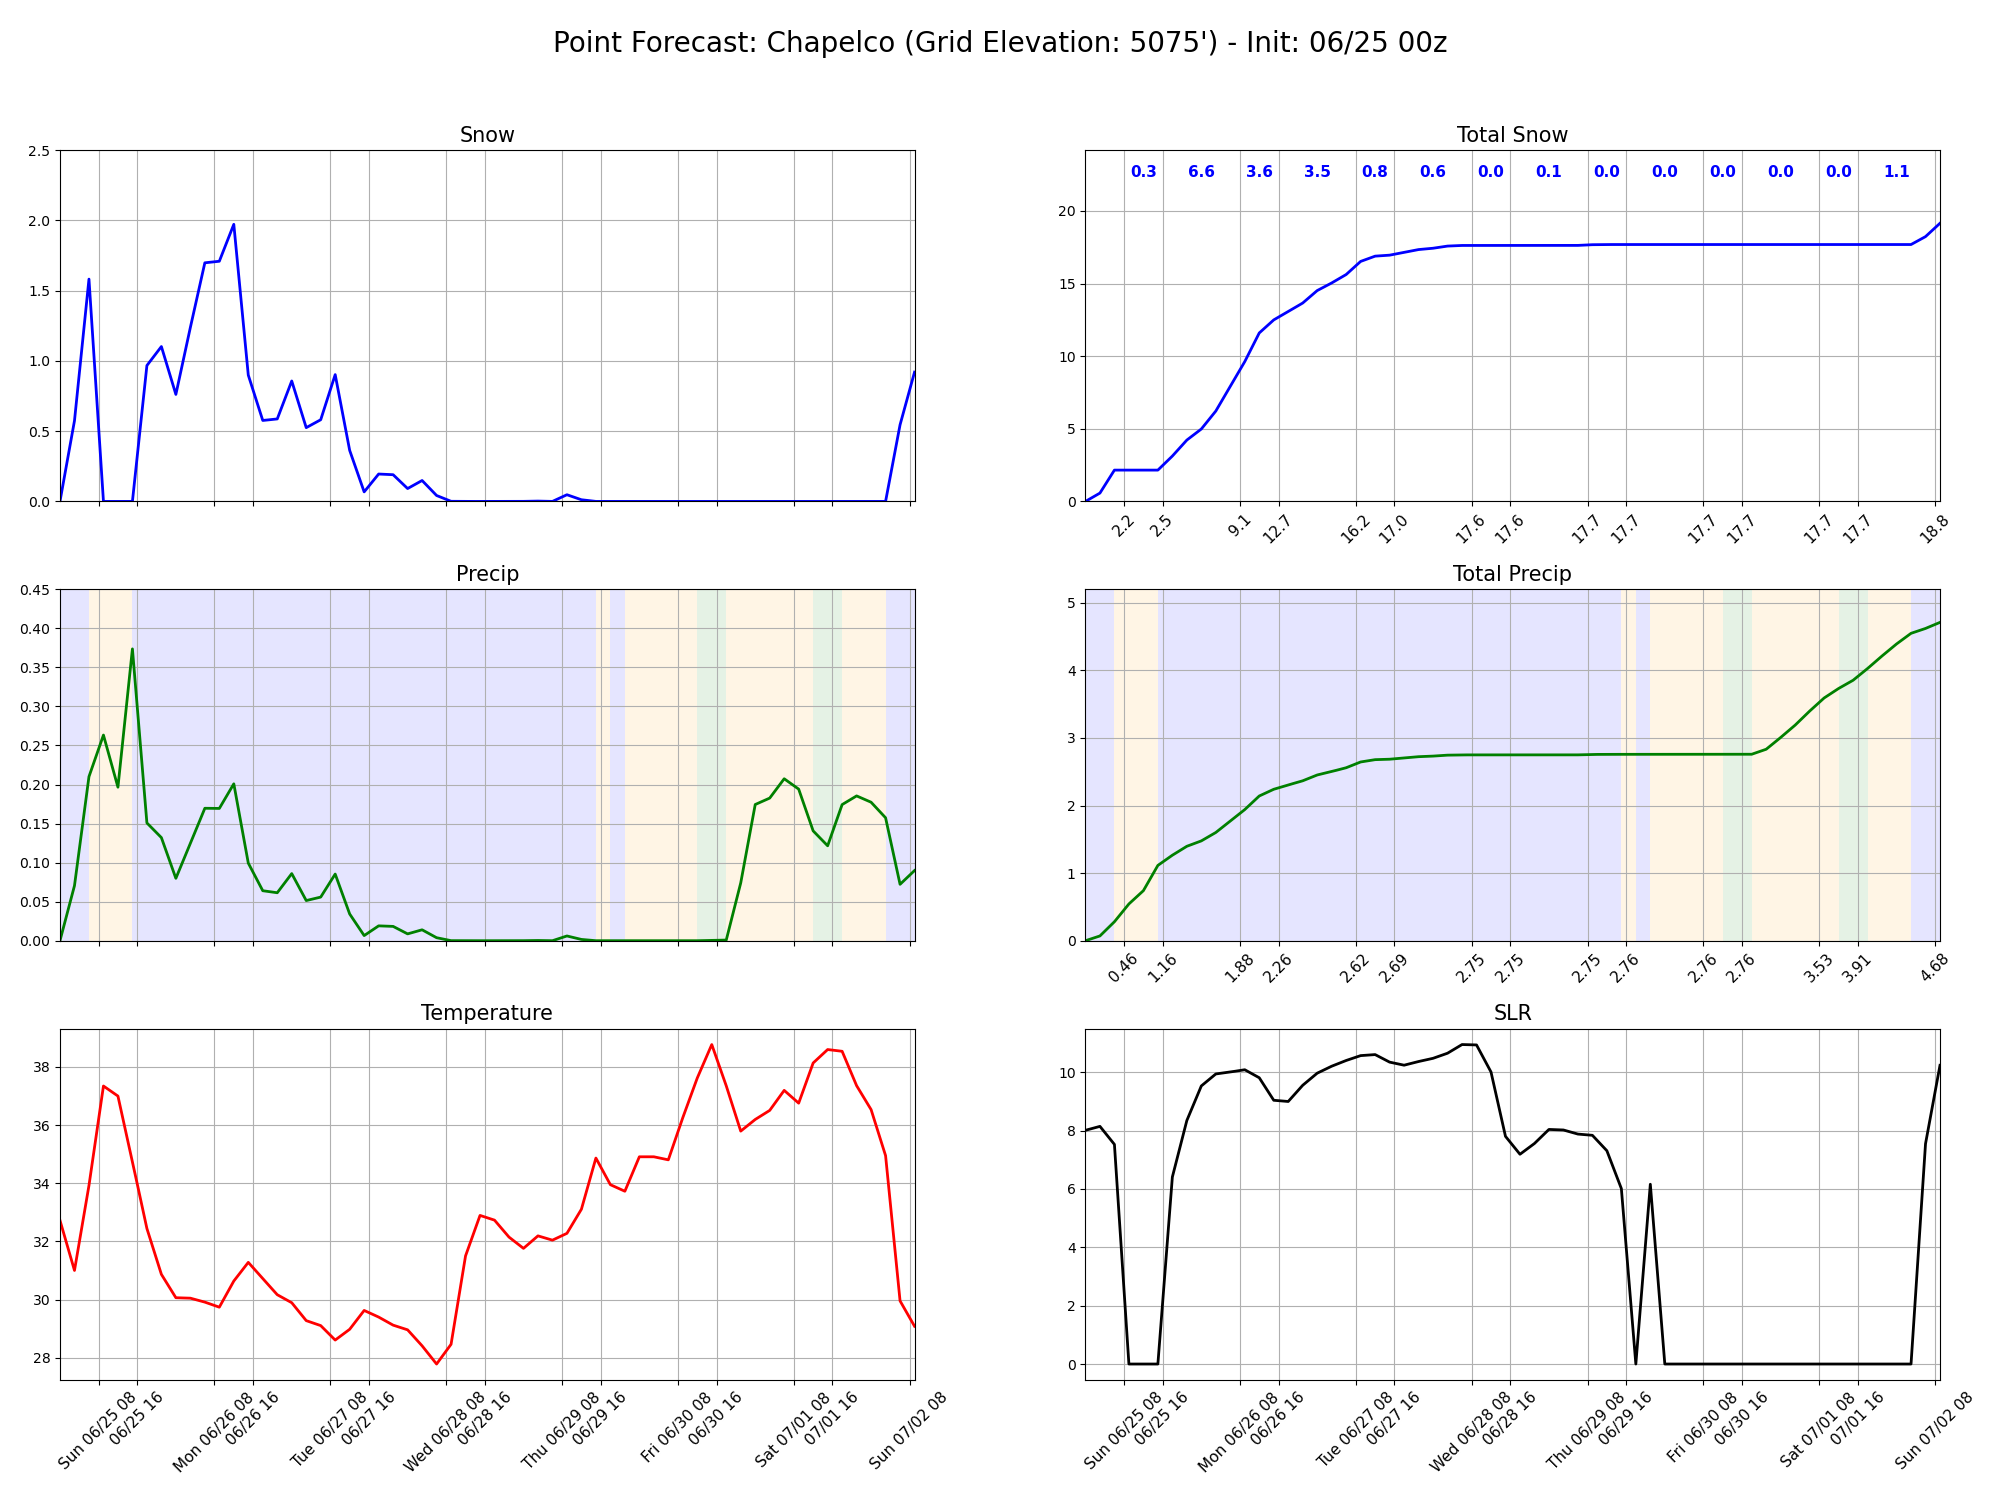 Point Forecast: Chapelco (Grid Elevation: 5075') - Init: 06/25 00z
Snow
2.5
2.0
1.5
1.0
0.5
0.0
Total Snow
0.3 6.6 3.6 3.5 0.8 0.6 0.0 0.1 0.0 0.0 0.0 0.0 0.0 1.1
20
15
10
5
0
2.2 2.5 9.1 12.7 16.2 17.0 17.6 17.6 17.7 17.7 17.7 17.7 17.7 17.7 18.8
Precip
0.45
0.40
0.35
0.30
0.25
0.20
0.15
0.10
0.05
0.00
Total Precip
5
4
3
2
1
0
0.46 1.16 1.88 2.26 2.62 2.69 2.75 2.75 2.75 2.76 2.76 2.76 3.53 3.91 4.68
Temperature
38
36
34
32
30
28
Sun 06/25 08
06/25 16
Mon 06/26 08
06/26 16
Tue 06/27 08
06/27 16
Wed 06/28 08
06/28 16
Thu 06/29 08
06/29 16
Fri 06/30 08
06/30 16
Sat 07/01 08
07/01 16
Sun 07/02 08
SLR
10
8
6
4
2
0
Sun 06/25 08
06/25 16
Mon 06/26 08
06/26 16
Tue 06/27 08
06/27 16
Wed 06/28 08
06/28 16
Thu 06/29 08
06/29 16
Fri 06/30 08
06/30 16
Sat 07/01 08
07/01 16
Sun 07/02 08